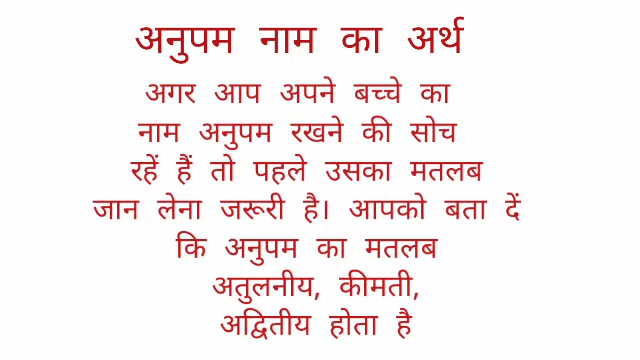 अनुपम नाम का अर्थ
अगर आप अपने बच्चे का
नाम अनुपम रखने की सोच
रहें हैं तो पहले उसका मतलब
जान लेना जरूरी है। आपको बता दें
कि अनुपम का मतलब
अतुलनीय, कीमती,
अद्वितीय होता है